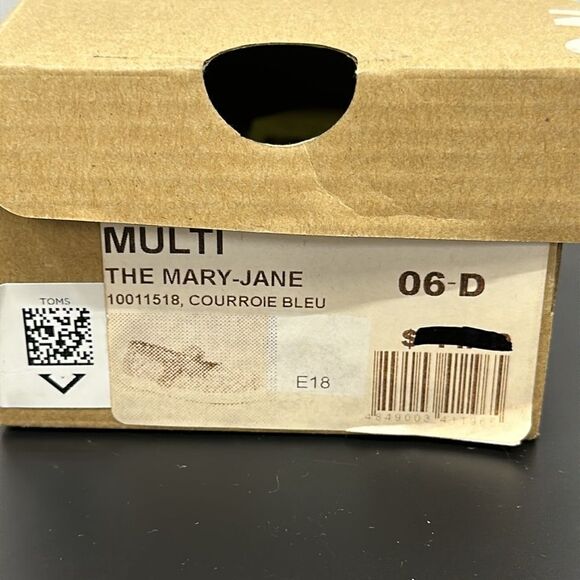 MULTI
THE MARY-JANE
10011518, COURROIE BLEU
06-D
TOMS
$
E18